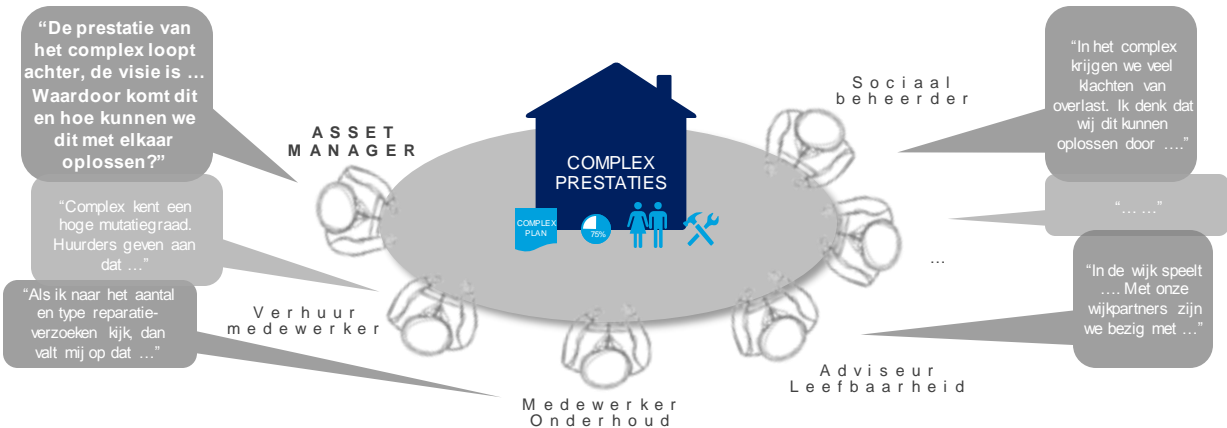 “De prestatie van
het complex loopt
achter, de visie is …
Waardoor komt dit
en hoe kunnen we
dit met elkaar
oplossen?”
“Complex kent een
hoge mutatiegraad.
Huurders geven aan
dat …”
“Als ik naar het aantal
en type reparatie-
verzoeken kijk, dan
valt mij op dat …”
ASSET
MANAGER
Verhuur
medewerker
Medewerker
Onderhoud
COMPLEX
PRESTATIES
COMPLEX
PLAN
75%
Sociaal
beheerder
…
Adviseur
Leefbaarheid
“In het complex
krijgen we veel
klachten van
overlast. Ik denk dat
wij dit kunnen
oplossen door ….”
“… …”
“In de wijk speelt
…. Met onze
wijkpartners zijn
we bezig met …”